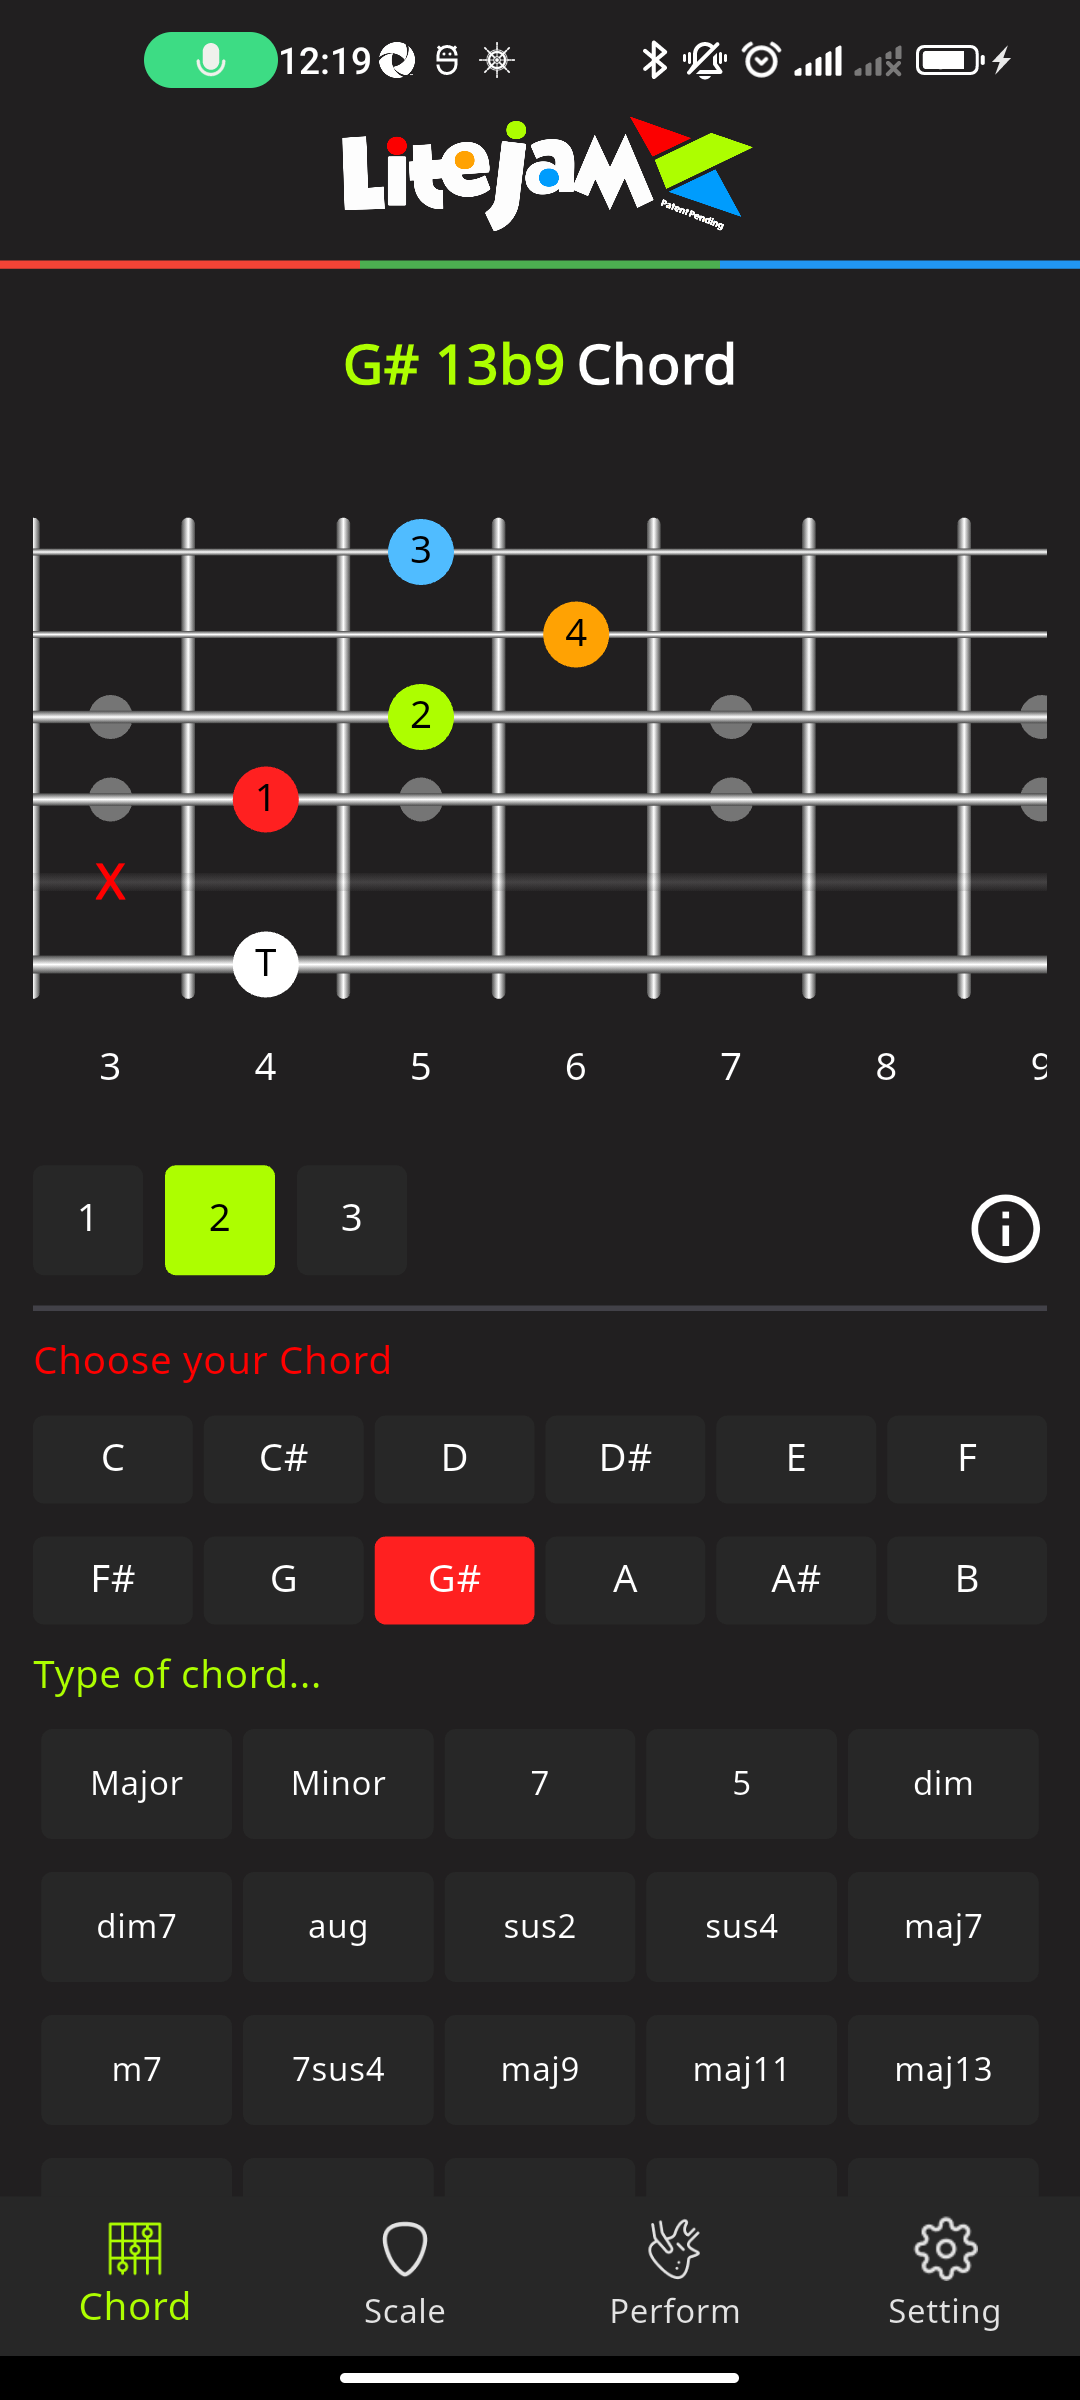 12:19
Litejam
Patent Pending
G# 13b9 Chord
3
4
2
1
X
T
3 4 5 6 7 8 9
1 2 3
Choose your Chord
C C# D D# E F
F# G G# A A# B
Type of chord...
Major Minor 7 5 dim
dim7 aug sus2 sus4 maj7
m7 7sus4 maj9 maj11 maj13
Chord Scale Perform Setting